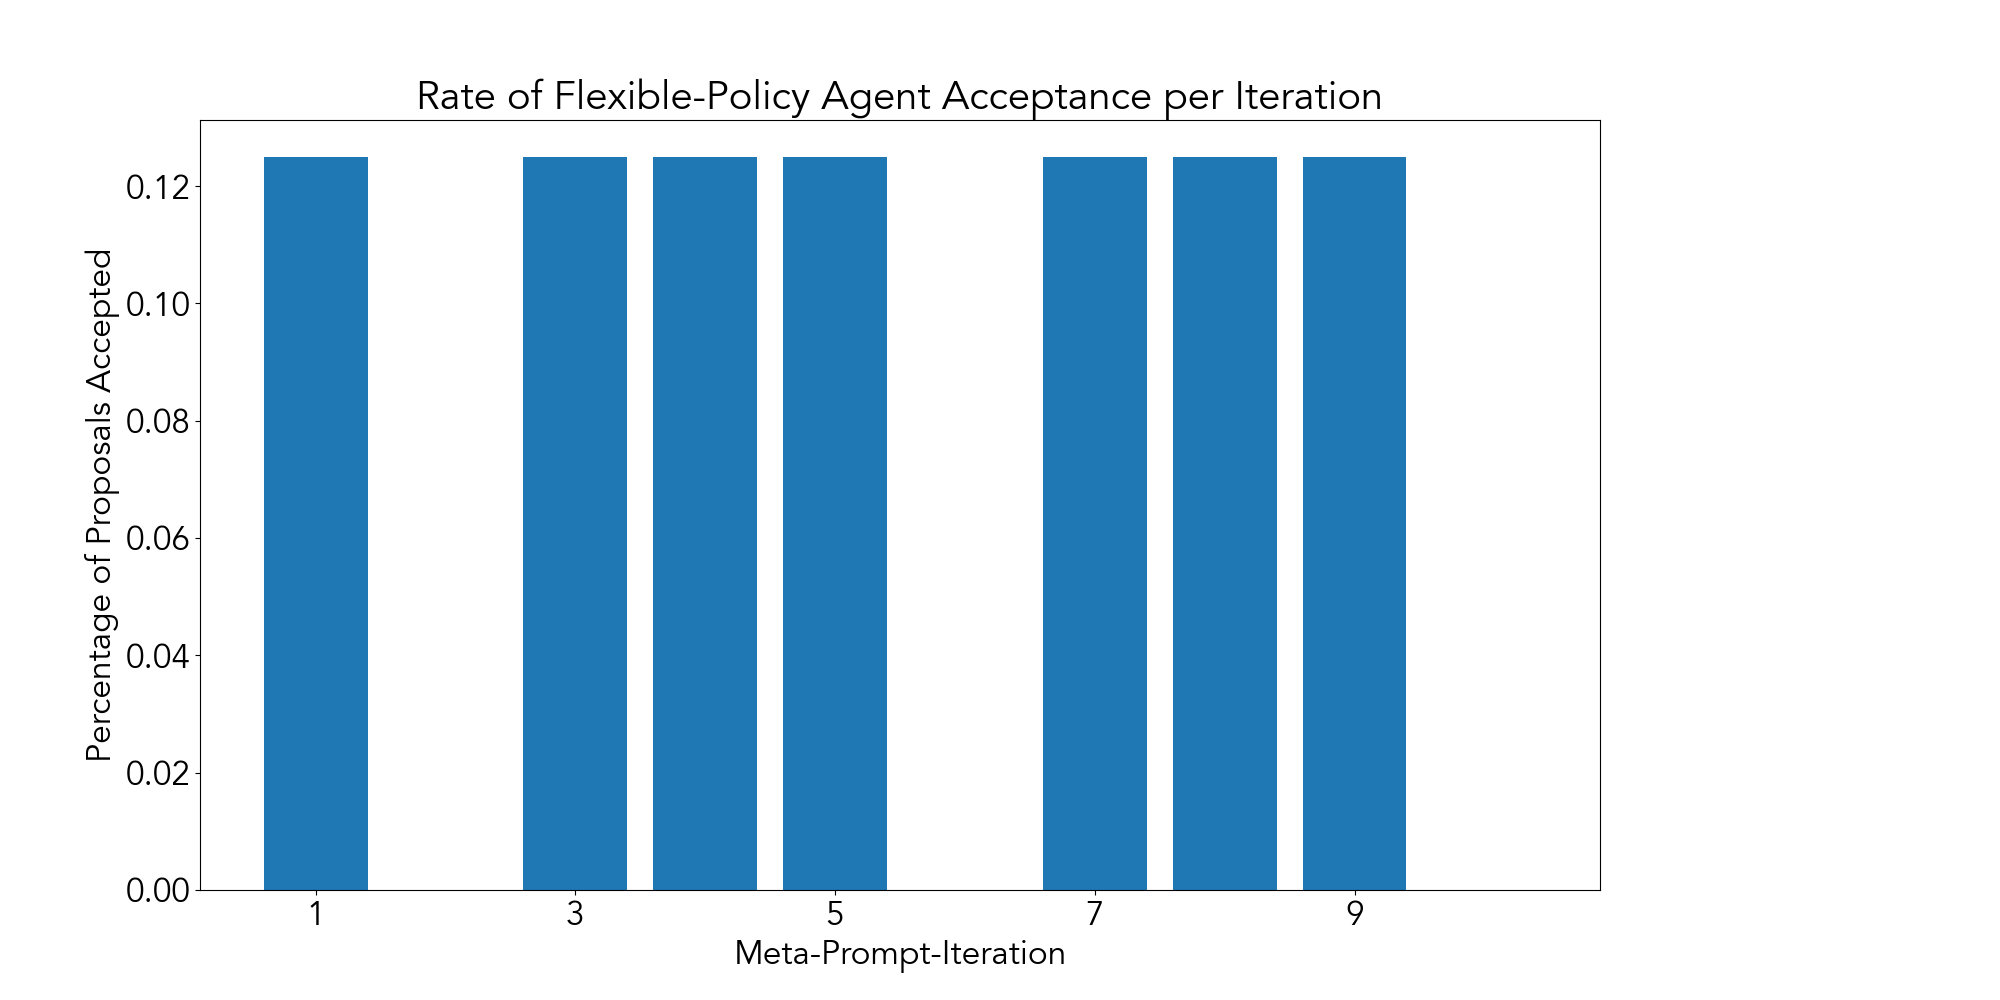 Rate of Flexible-Policy Agent Acceptance per Iteration
Percentage of Proposals Accepted
0.12
0.10
0.08
0.06
0.04
0.02
0.00
1 3 5 7 9
Meta-Prompt-Iteration